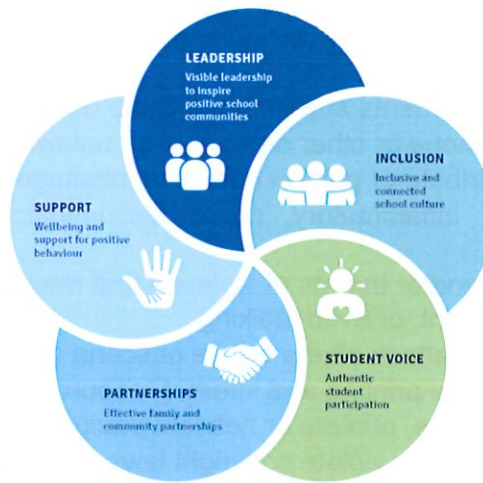 LEADERSHIP
Visible leadership
to inspire
positive school
communities
INCLUSION
Inclusive and
connected
school culture
STUDENT VOICE
Authentic
student
participation
PARTNERSHIPS
Effective family and
community partnerships
SUPPORT
Wellbeing and
support for positive
behaviour